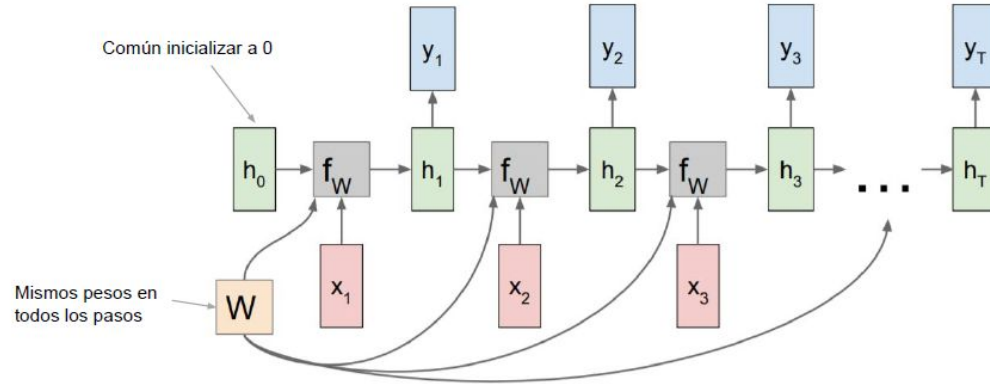 Común inicializar a 0
y1
y2
y3
yT
h0
fW
h1
fW
h2
fW
h3
...
hT
x1
x2
x3
Mismos pesos en
todos los pasos
W